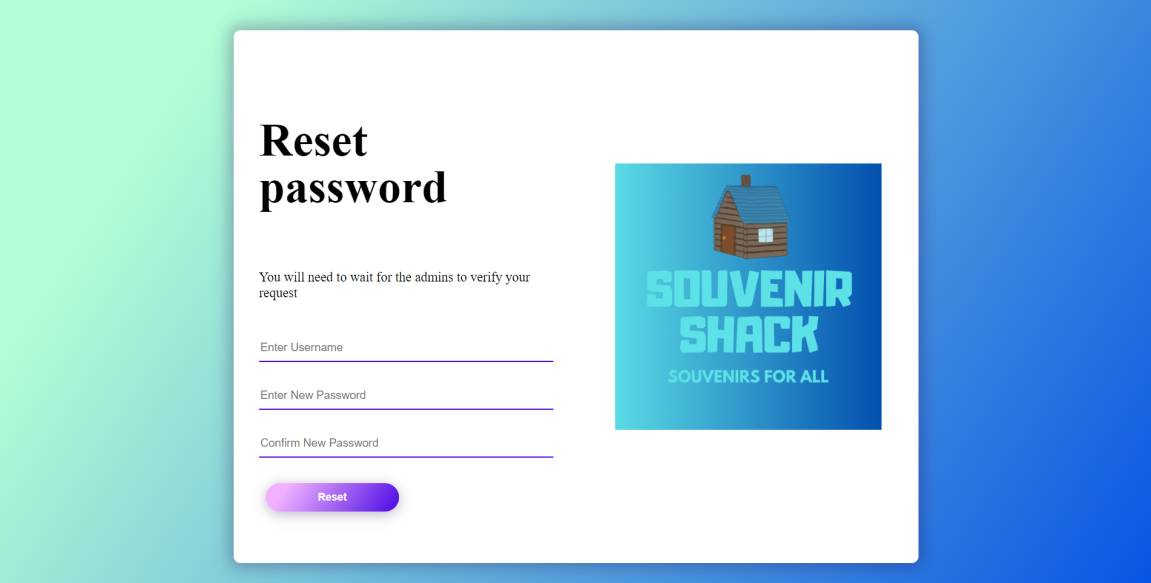 Reset
password
You will need to wait for the admins to verify your
request
Enter Username
Enter New Password
Confirm New Password
Reset
SOUVENIR
SHACK
SOUVENIRS FOR ALL